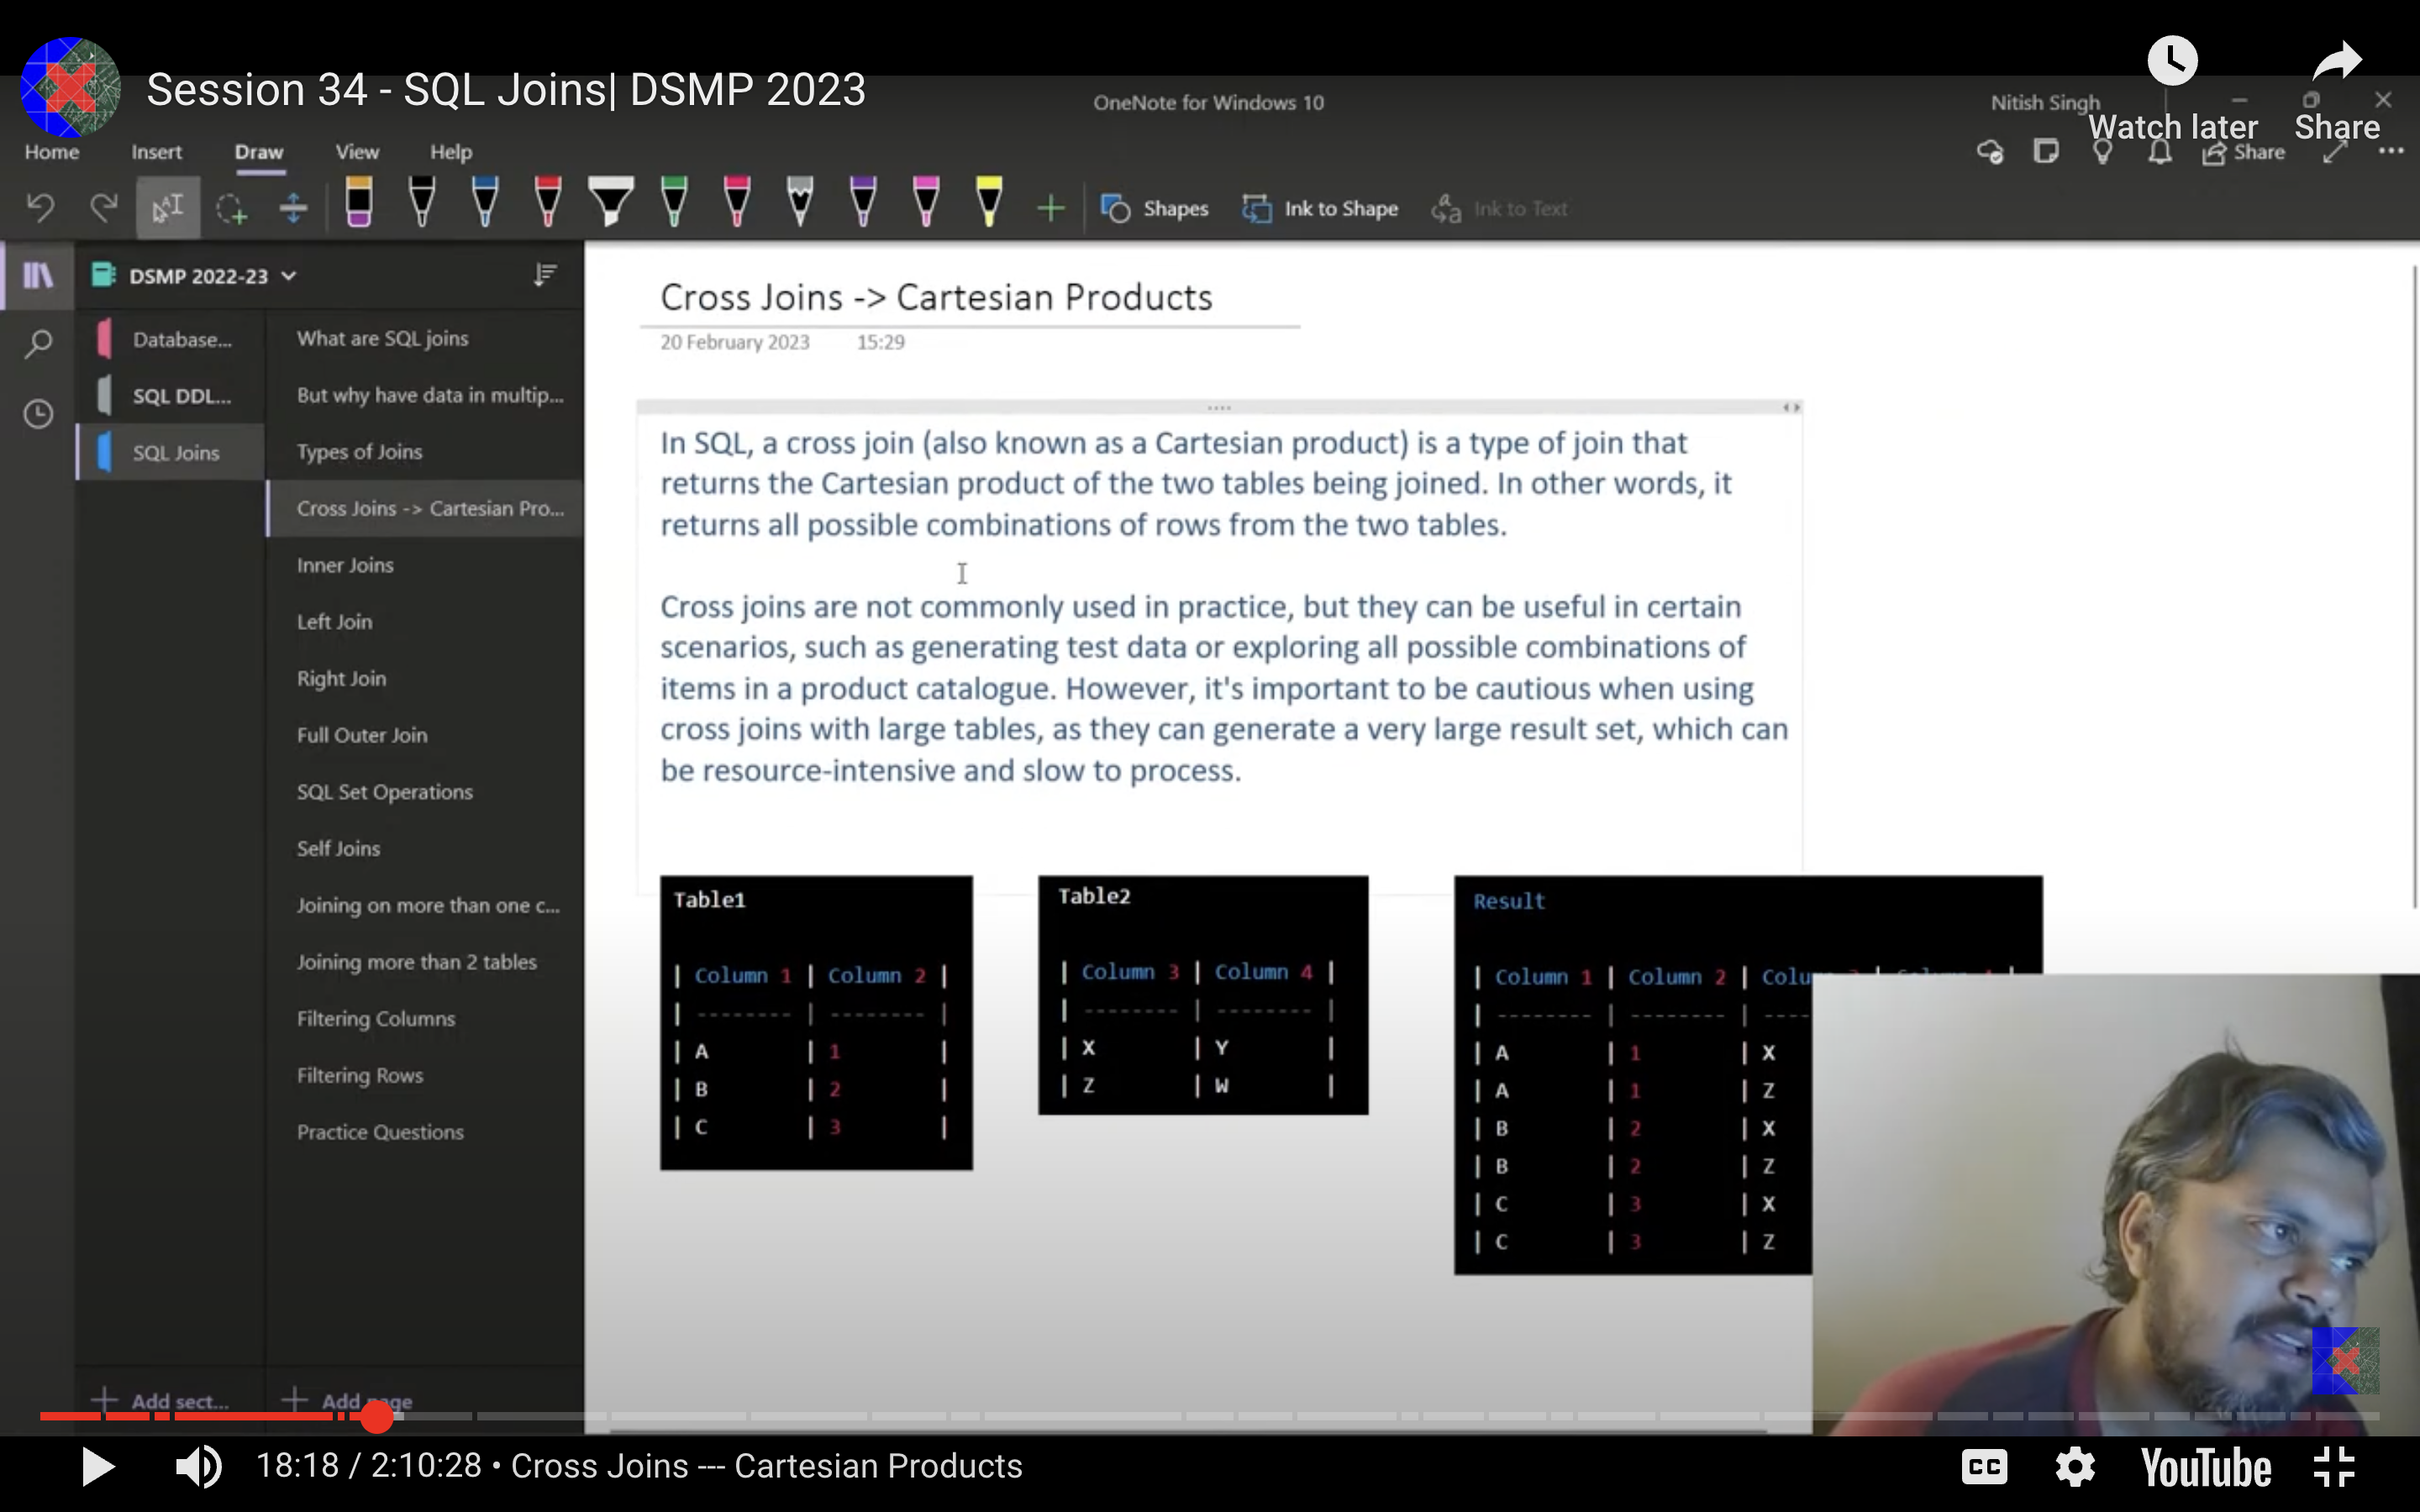 Session 34 - SQL Joins| DSMP 2023
OneNote for Windows 10
Nitish Singh
Watch later
Share
Home Insert Draw View Help
Share
Shapes
Ink to Shape
Ink to Text
DSMP 2022-23
Database...
SQL DDL...
SQL Joins
What are SQL joins
But why have data in multip...
Types of Joins
Cross Joins -> Cartesian Pro...
Inner Joins
Left Join
Right Join
Full Outer Join
SQL Set Operations
Self Joins
Joining on more than one c...
Joining more than 2 tables
Filtering Columns
Filtering Rows
Practice Questions
Add sect...
Cross Joins -> Cartesian Products
20 February 2023 15:29
In SQL, a cross join (also known as a Cartesian product) is a type of join that
returns the Cartesian product of the two tables being joined. In other words, it
returns all possible combinations of rows from the two tables.
Cross joins are not commonly used in practice, but they can be useful in certain
scenarios, such as generating test data or exploring all possible combinations of
items in a product catalogue. However, it's important to be cautious when using
cross joins with large tables, as they can generate a very large result set, which can
be resource-intensive and slow to process.
Table1
| Column 1 | Column 2 |
| -------- | -------- |
| A | 1 |
| B | 2 |
| C | 3 |
Table2
| Column 3 | Column 4 |
| -------- | -------- |
| X | Y |
| Z | W |
Result
| Column 1 | Column 2 | Colu
| -------- | -------- | ----
| A | 1 | X
| A | 1 | Z
| B | 2 | X
| B | 2 | Z
| C | 3 | X
| C | 3 | Z
18:18 / 2:10:28 • Cross Joins --- Cartesian Products
CC
YouTube